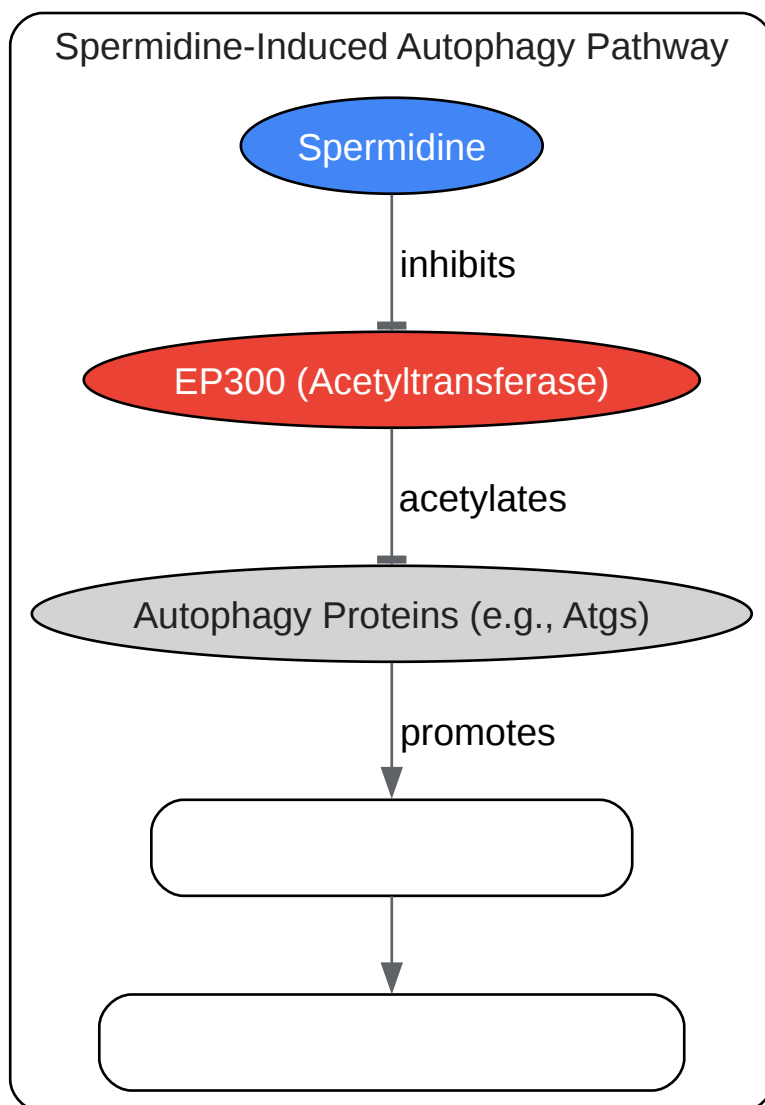 Spermidine-Induced Autophagy Pathway
Spermidine
inhibits
EP300 (Acetyltransferase)
acetylates
Autophagy Proteins (e.g., Atgs)
promotes